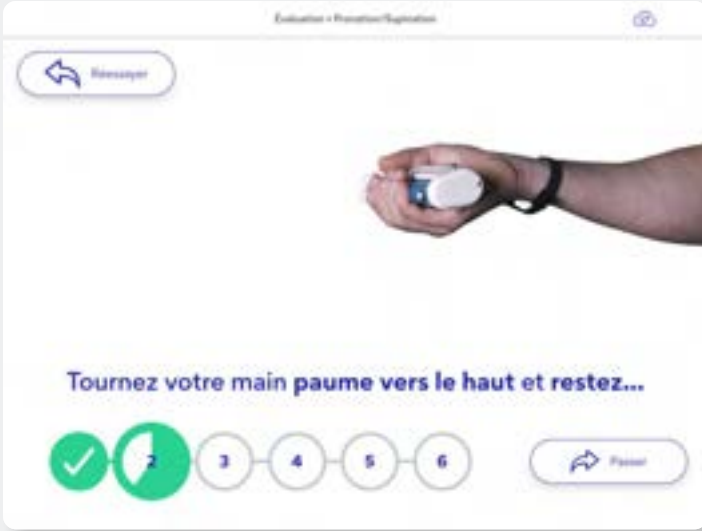 Évaluation > Pronation/Supination
Réessayer
Tournez votre main paume vers le haut et restez...
2 3 4 5 6
Passer